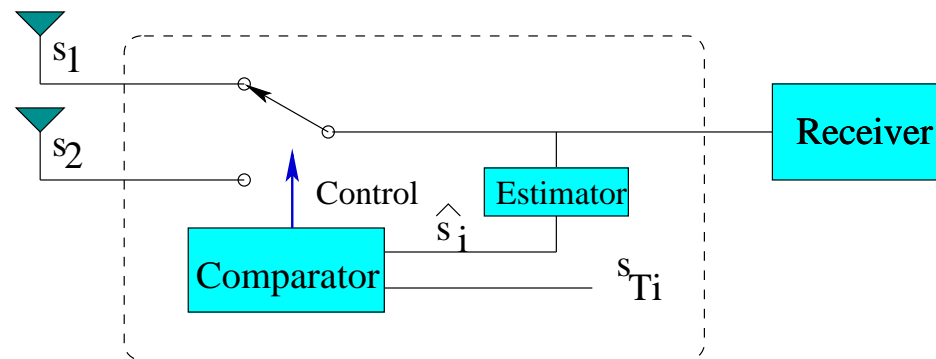 s1
Receiver
s2
Control
Estimator
ŝi
Comparator
sTi